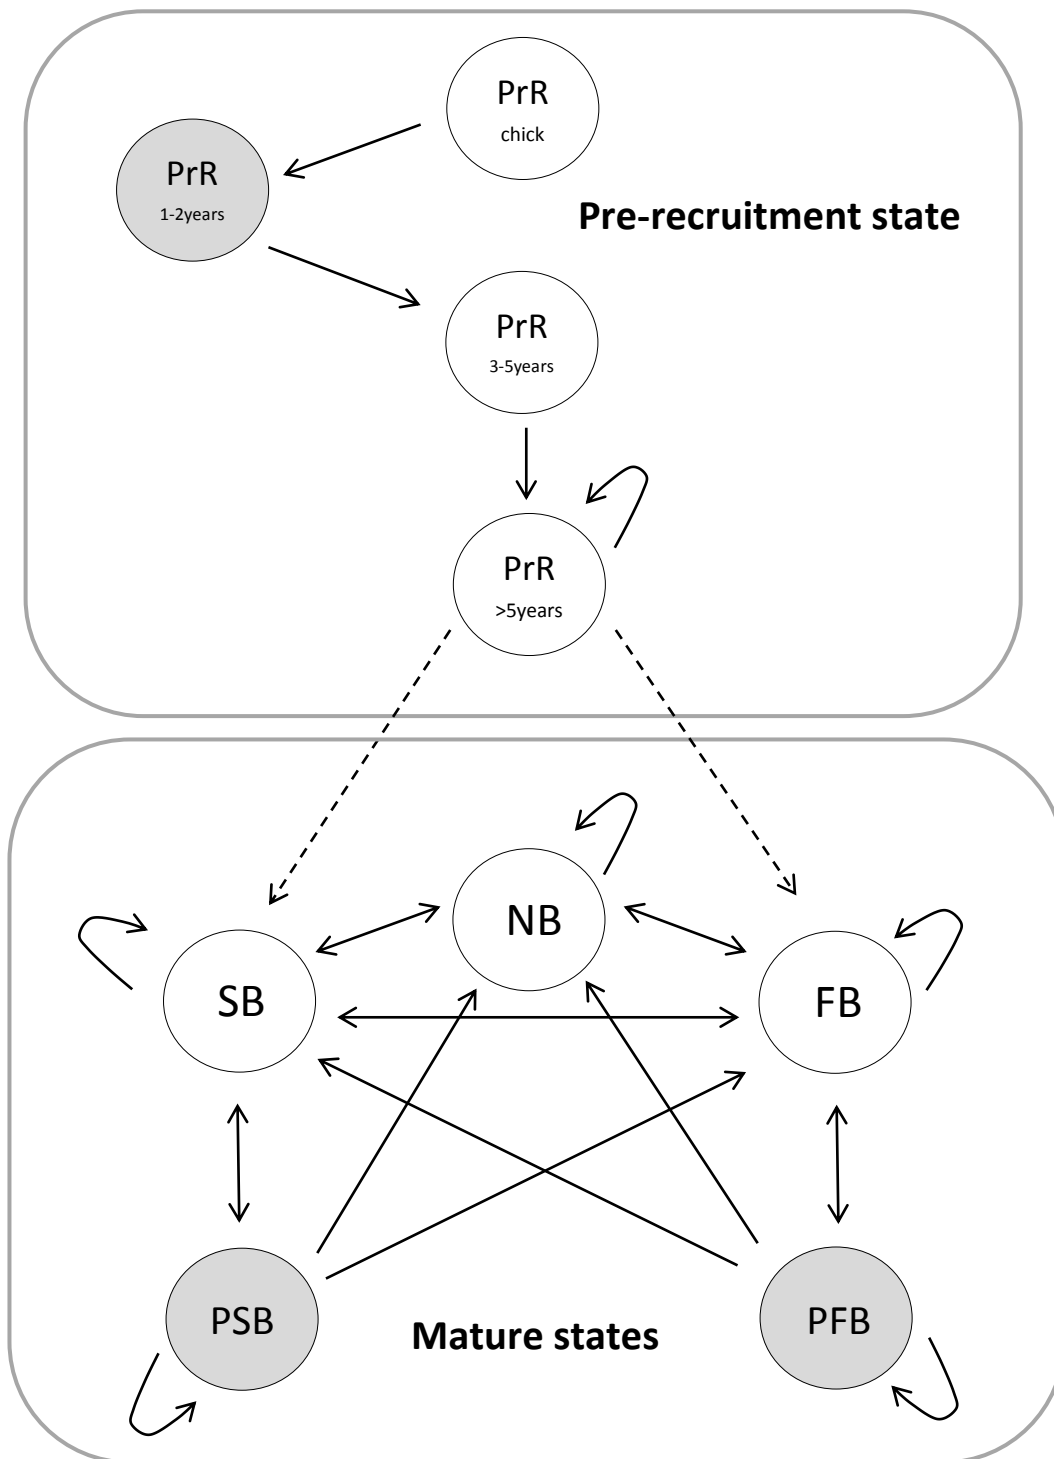 PrR
chick
PrR
1-2years
Pre-recruitment state
PrR
3-5years
PrR
>5years
NB
SB
FB
PSB
Mature states
PFB